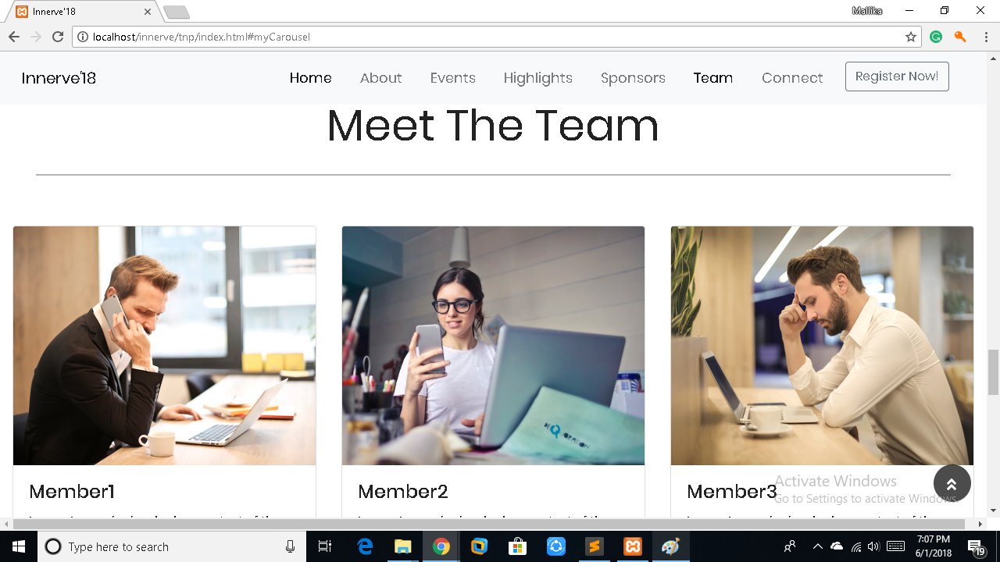 Innerve'18
Mallika
localhost/innerve/tnp/index.html#myCarousel
Innerve'18 Home About Events Highlights Sponsors Team Connect Register Now!
Meet The Team
Member1 Member2 Member3
Activate Windows
Go to Settings to activate Windows.
Type here to search
7:07 PM
6/1/2018
19